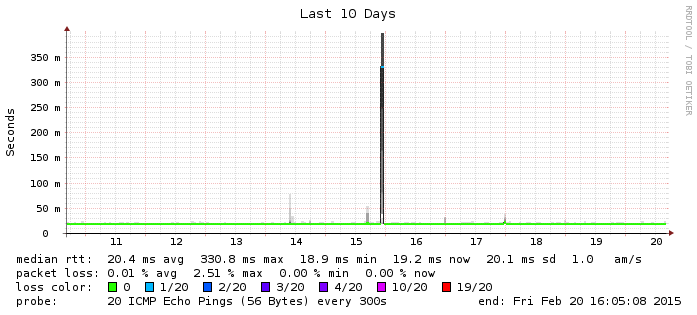 Last 10 Days
RRDTOOL / TOBI OETIKER
Seconds
350 m
300 m
250 m
200 m
150 m
100 m
50 m
0
11 12 13 14 15 16 17 18 19 20
median rtt: 20.4 ms avg 330.8 ms max 18.9 ms min 19.2 ms now 20.1 ms sd 1.0 am/s
packet loss: 0.01 % avg 2.51 % max 0.00 % min 0.00 % now
loss color: 0 1/20 2/20 3/20 4/20 10/20 19/20
probe: 20 ICMP Echo Pings (56 Bytes) every 300s end: Fri Feb 20 16:05:08 2015